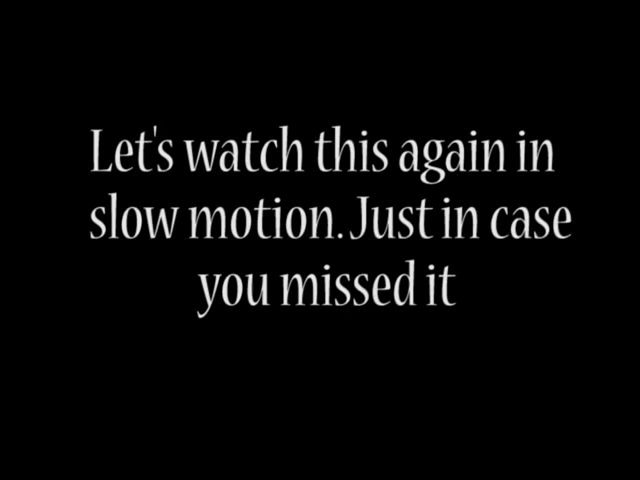 Let's watch this again in
slow motion. Just in case
you missed it